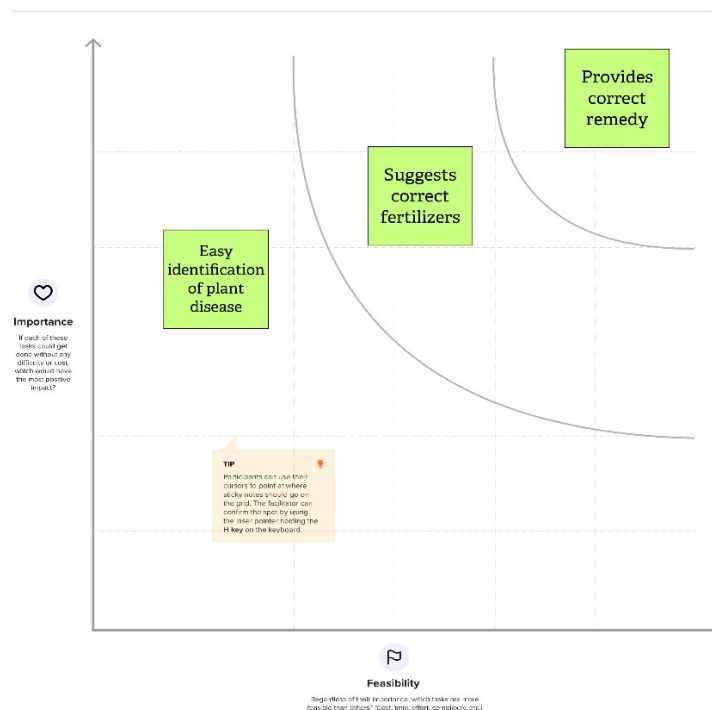 Provides
correct
remedy
Suggests
correct
fertilizers
Easy
identification
of plant
disease
Importance
If each of these
tasks could get
done without any
difficulty or cost,
which would have
the most positive
impact?
TIP
Participants can use their
cursors to point at where
sticky notes should go on
the grid. The facilitator can
confirm the spot by using
the laser pointer holding the
H key on the keyboard.
Feasibility
Regardless of their importance, which tasks are more
feasible than others? (Cost, time, effort, complexity, etc.)